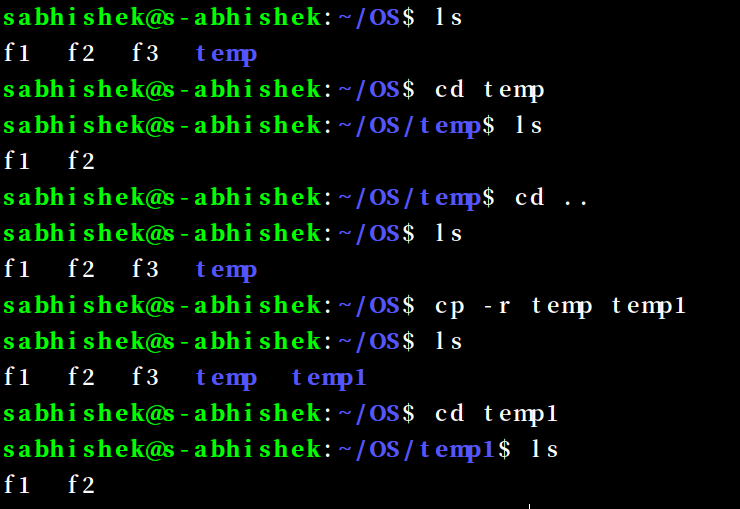 sabhishek@s-abhishek:~/OS$ ls
f1 f2 f3 temp
sabhishek@s-abhishek:~/OS$ cd temp
sabhishek@s-abhishek:~/OS/temp$ ls
f1 f2
sabhishek@s-abhishek:~/OS/temp$ cd ..
sabhishek@s-abhishek:~/OS$ ls
f1 f2 f3 temp
sabhishek@s-abhishek:~/OS$ cp -r temp temp1
sabhishek@s-abhishek:~/OS$ ls
f1 f2 f3 temp temp1
sabhishek@s-abhishek:~/OS$ cd temp1
sabhishek@s-abhishek:~/OS/temp1$ ls
f1 f2